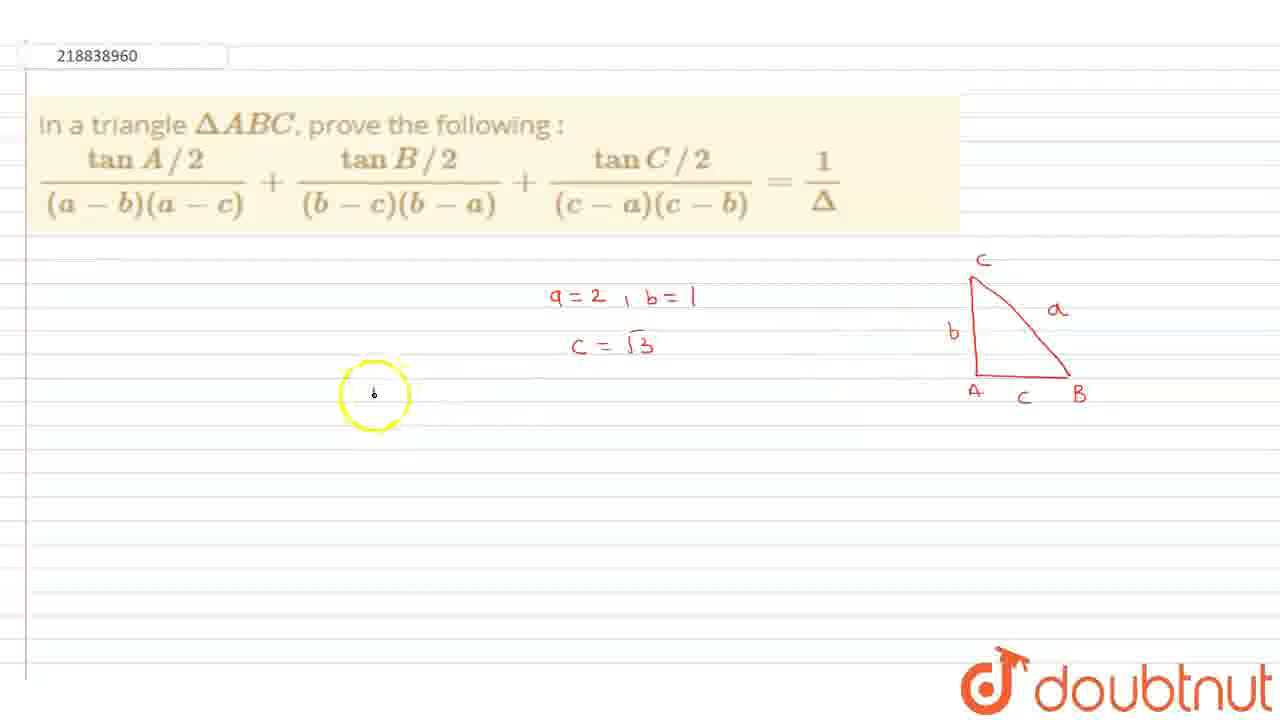 218838960
In a triangle ΔABC, prove the following :
tan A/2 / (a − b)(a − c) + tan B/2 / (b − c)(b − a) + tan C/2 / (c − a)(c − b) = 1 / Δ
a = 2 , b = 1
c = √3
C
b
a
A
c
B
doubtnut